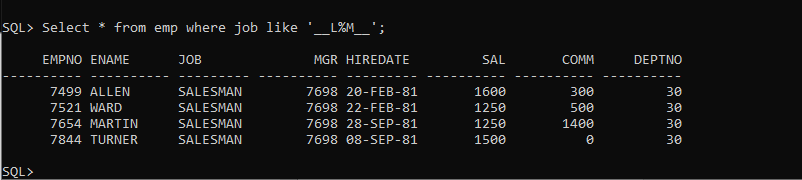 SQL> Select * from emp where job like '__L%M__';
EMPNO ENAME JOB MGR HIREDATE SAL COMM DEPTNO
---------- ---------- --------- ---------- --------- ---------- ---------- ----------
7499 ALLEN SALESMAN 7698 20-FEB-81 1600 300 30
7521 WARD SALESMAN 7698 22-FEB-81 1250 500 30
7654 MARTIN SALESMAN 7698 28-SEP-81 1250 1400 30
7844 TURNER SALESMAN 7698 08-SEP-81 1500 0 30
SQL>